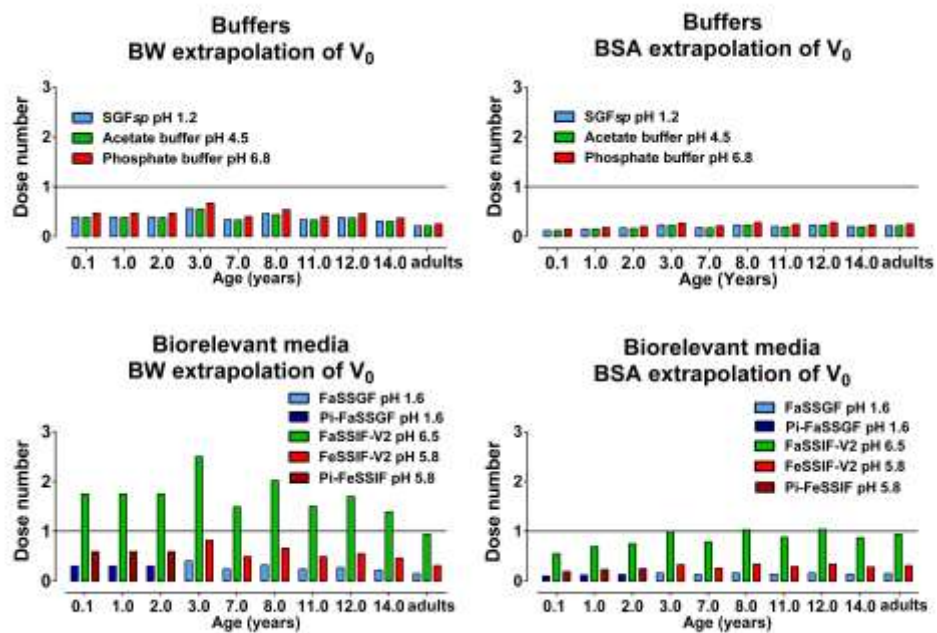 Buffers
BW extrapolation of V0
Dose number
3
2
1
0
SGFsp pH 1.2
Acetate buffer pH 4.5
Phosphate buffer pH 6.8
0.1 1.0 2.0 3.0 7.0 8.0 11.0 12.0 14.0 adults
Age (years)
Buffers
BSA extrapolation of V0
Dose number
3
2
1
0
SGFsp pH 1.2
Acetate buffer pH 4.5
Phosphate buffer pH 6.8
0.1 1.0 2.0 3.0 7.0 8.0 11.0 12.0 14.0 adults
Age (Years)
Biorelevant media
BW extrapolation of V0
Dose number
3
2
1
0
FaSSGF pH 1.6
Pi-FaSSGF pH 1.6
FaSSIF-V2 pH 6.5
FeSSIF-V2 pH 5.8
Pi-FeSSIF pH 5.8
0.1 1.0 2.0 3.0 7.0 8.0 11.0 12.0 14.0 adults
Age (years)
Biorelevant media
BSA extrapolation of V0
Dose number
3
2
1
0
FaSSGF pH 1.6
Pi-FaSSGF pH 1.6
FaSSIF-V2 pH 6.5
FeSSIF-V2 pH 5.8
Pi-FeSSIF pH 5.8
0.1 1.0 2.0 3.0 7.0 8.0 11.0 12.0 14.0 adults
Age (years)